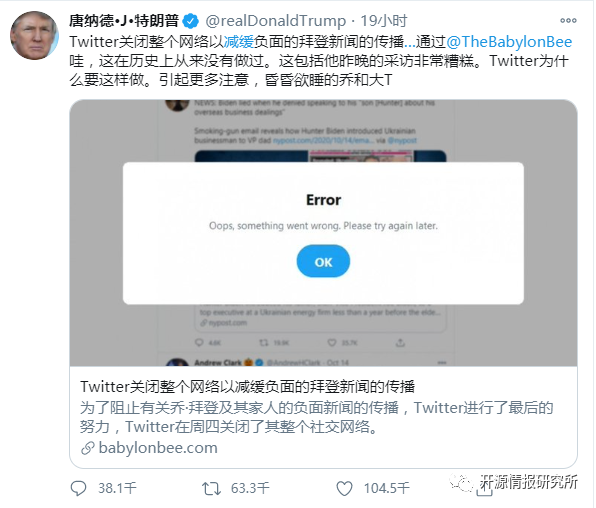 唐纳德•J•特朗普 @realDonaldTrump · 19小时
Twitter关闭整个网络以减缓负面的拜登新闻的传播...通过@TheBabylonBee
哇，这在历史上从来没有做过。这包括他昨晚的采访非常糟糕。Twitter为什
么要这样做。引起更多注意，昏昏欲睡的乔和大T
NEWS: Biden lied when he denied speaking to his "son [Hunter] about his
overseas business dealings"
Smoking-gun email reveals how Hunter Biden introduced Ukrainian
businessman to VP dad nypost.com/2020/10/14/ema... via @nypost
Error
Oops, something went wrong. Please try again later.
OK
top executive at a Ukrainian energy firm less than a year before the elde...
nypost.com
4.6K 19.9K 35.7K
Andrew Clark @AndrewHClark · Oct 14
Twitter关闭整个网络以减缓负面的拜登新闻的传播
为了阻止有关乔·拜登及其家人的负面新闻的传播，Twitter进行了最后的
努力，Twitter在周四关闭了其整个社交网络。
babylonbee.com
38.1千 63.3千 104.5千
开源情报研究所